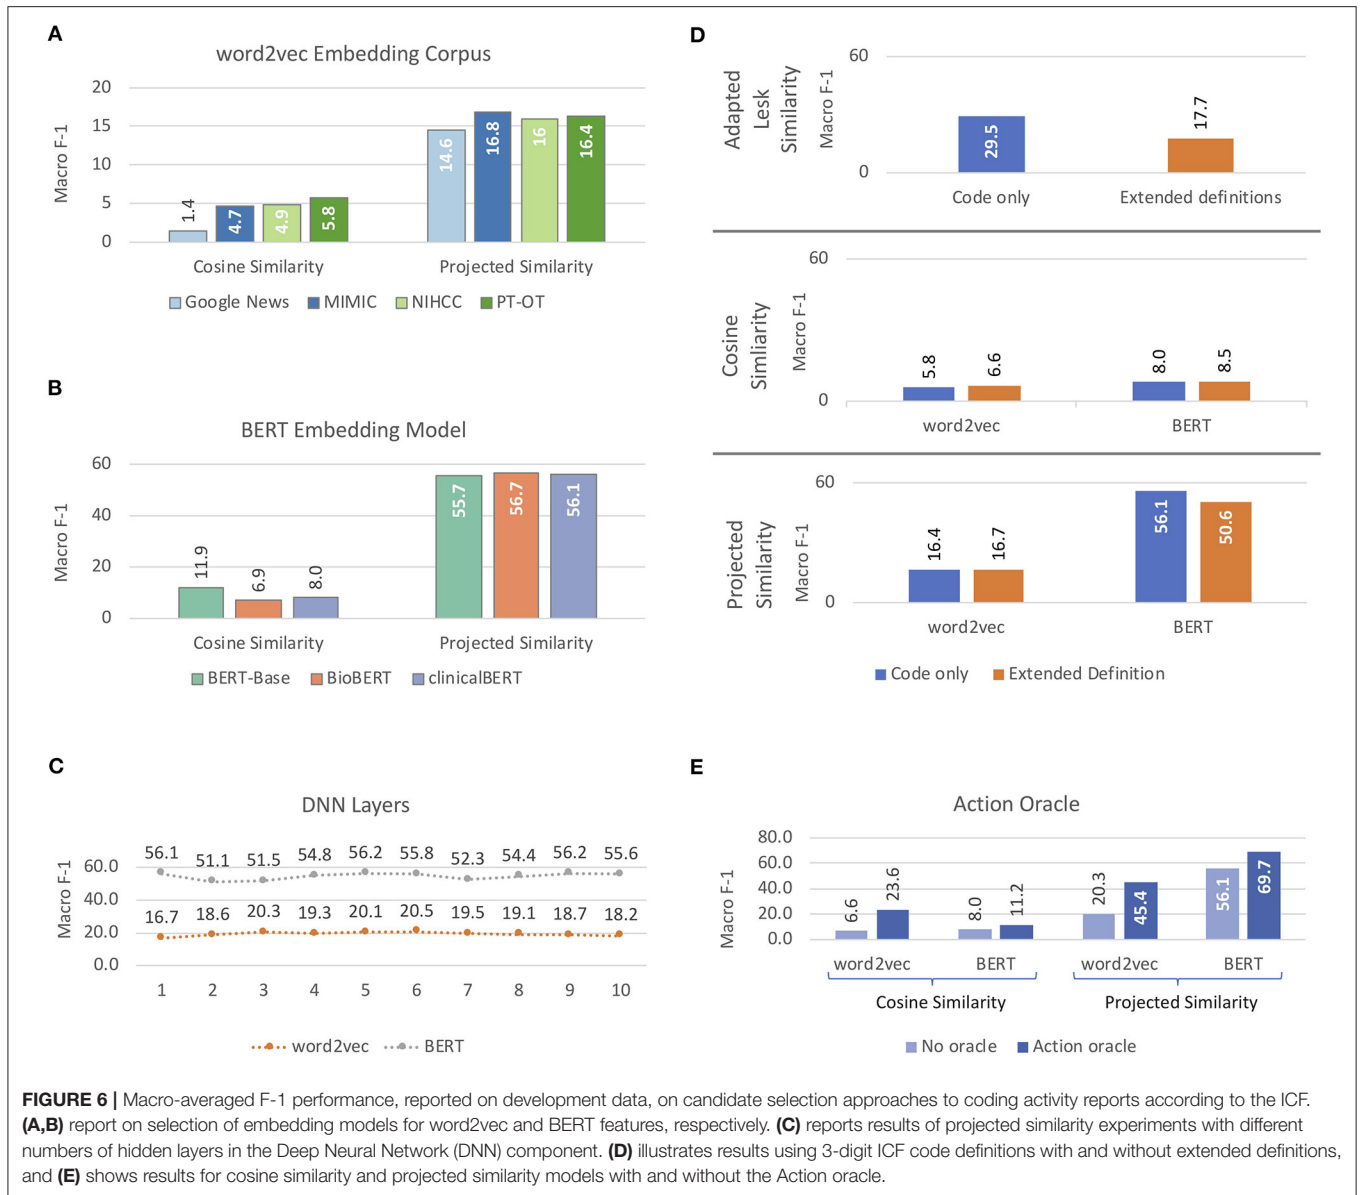 A
word2vec Embedding Corpus
Macro F-1
20
15
10
5
0
1.4
4.7
4.9
5.8
14.6
16.8
16
16.4
Cosine Similarity
Projected Similarity
Google News MIMIC NIHCC PT-OT
B
BERT Embedding Model
Macro F-1
60
40
20
0
11.9
6.9
8.0
55.7
56.7
56.1
Cosine Similarity
Projected Similarity
BERT-Base BioBERT clinicalBERT
C
DNN Layers
Macro F-1
60.0
40.0
20.0
0.0
56.1 51.1 51.5 54.8 56.2 55.8 52.3 54.4 56.2 55.6
16.7 18.6 20.3 19.3 20.1 20.5 19.5 19.1 18.7 18.2
1 2 3 4 5 6 7 8 9 10
word2vec BERT
D
Adapted
Lesk
Similarity
Macro F-1
60
0
29.5
17.7
Code only
Extended definitions
Cosine
Simliarity
Macro F-1
60
0
5.8
6.6
8.0
8.5
word2vec
BERT
Projected
Similarity
Macro F-1
60
0
16.4
16.7
56.1
50.6
word2vec
BERT
Code only Extended Definition
E
Action Oracle
Macro F-1
80.0
60.0
40.0
20.0
0.0
6.6
23.6
8.0
11.2
20.3
45.4
56.1
69.7
word2vec BERT word2vec BERT
Cosine Similarity
Projected Similarity
No oracle Action oracle
FIGURE 6 | Macro-averaged F-1 performance, reported on development data, on candidate selection approaches to coding activity reports according to the ICF.
(A,B) report on selection of embedding models for word2vec and BERT features, respectively. (C) reports results of projected similarity experiments with different
numbers of hidden layers in the Deep Neural Network (DNN) component. (D) illustrates results using 3-digit ICF code definitions with and without extended definitions,
and (E) shows results for cosine similarity and projected similarity models with and without the Action oracle.